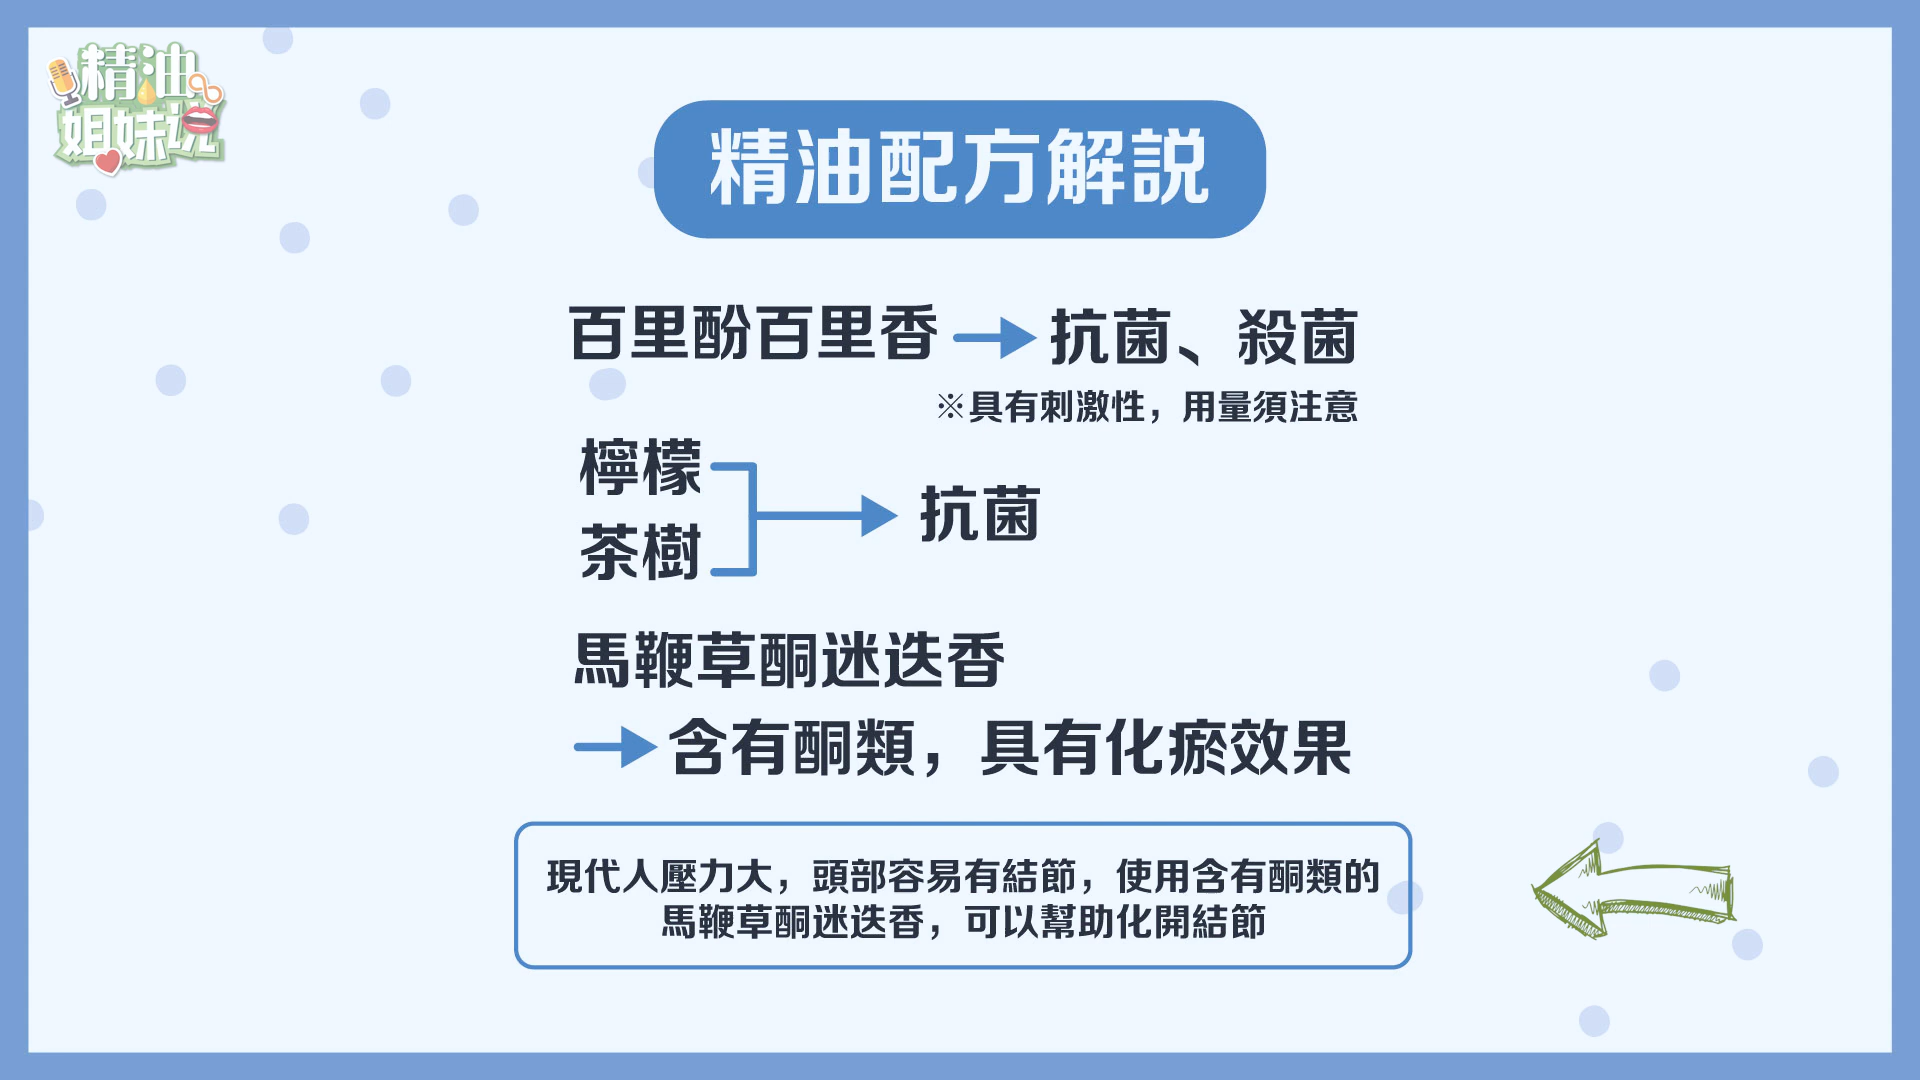 精油
姐妹说
精油配方解說
百里酚百里香→抗菌、殺菌
※具有刺激性，用量須注意
檸檬
茶樹
→抗菌
馬鞭草酮迷迭香
→含有酮類，具有化瘀效果
現代人壓力大，頭部容易有結節，使用含有酮類的
馬鞭草酮迷迭香，可以幫助化開結節